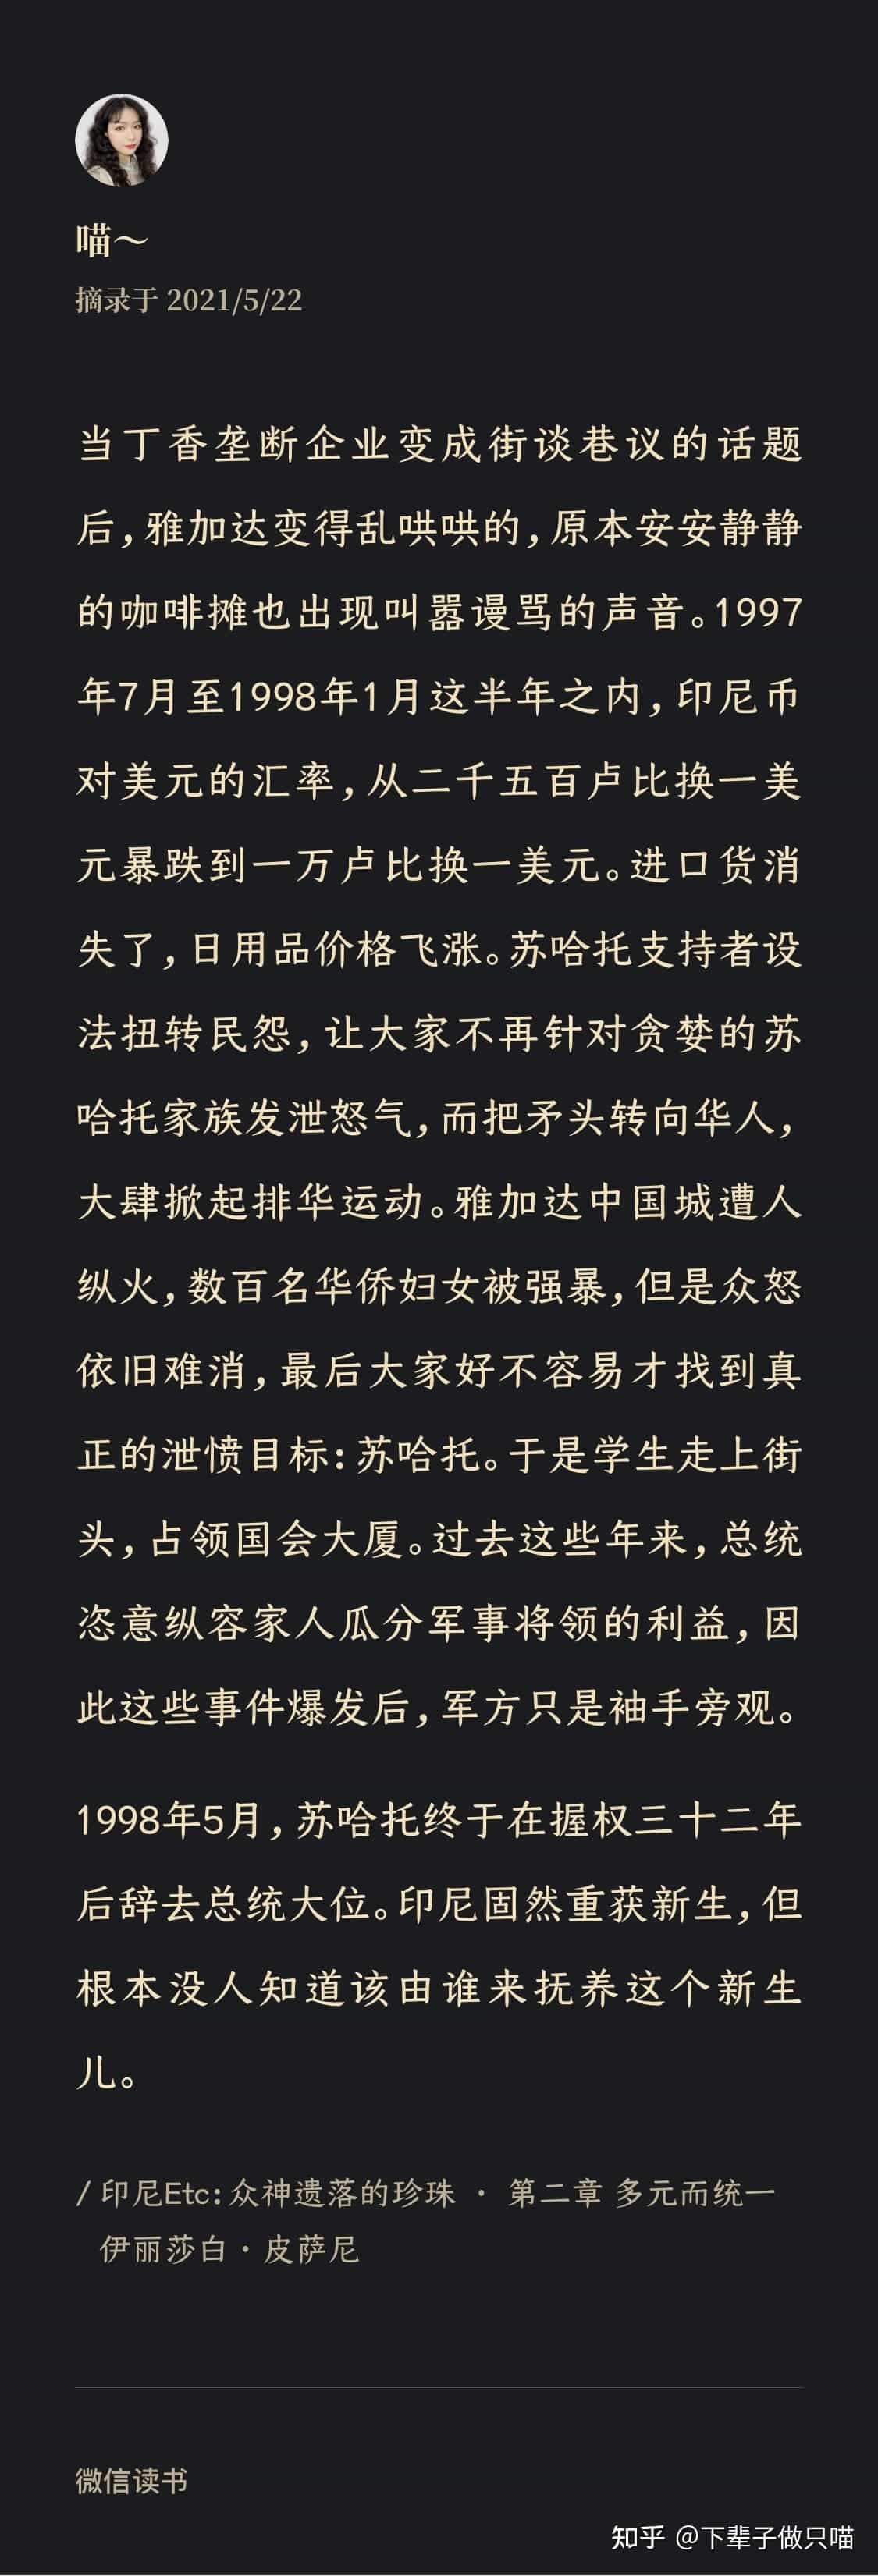 喵～
摘录于 2021/5/22
当丁香垄断企业变成街谈巷议的话题
后，雅加达变得乱哄哄的，原本安安静静
的咖啡摊也出现叫嚣谩骂的声音。1997
年7月至1998年1月这半年之内，印尼币
对美元的汇率，从二千五百卢比换一美
元暴跌到一万卢比换一美元。进口货消
失了，日用品价格飞涨。苏哈托支持者设
法扭转民怨，让大家不再针对贪婪的苏
哈托家族发泄怒气，而把矛头转向华人，
大肆掀起排华运动。雅加达中国城遭人
纵火，数百名华侨妇女被强暴，但是众怒
依旧难消，最后大家好不容易才找到真
正的泄愤目标：苏哈托。于是学生走上街
头，占领国会大厦。过去这些年来，总统
恣意纵容家人瓜分军事将领的利益，因
此这些事件爆发后，军方只是袖手旁观。
1998年5月，苏哈托终于在握权三十二年
后辞去总统大位。印尼固然重获新生，但
根本没人知道该由谁来抚养这个新生
儿。
/ 印尼Etc：众神遗落的珍珠 · 第二章 多元而统一
伊丽莎白·皮萨尼
微信读书
知乎 @下辈子做只喵